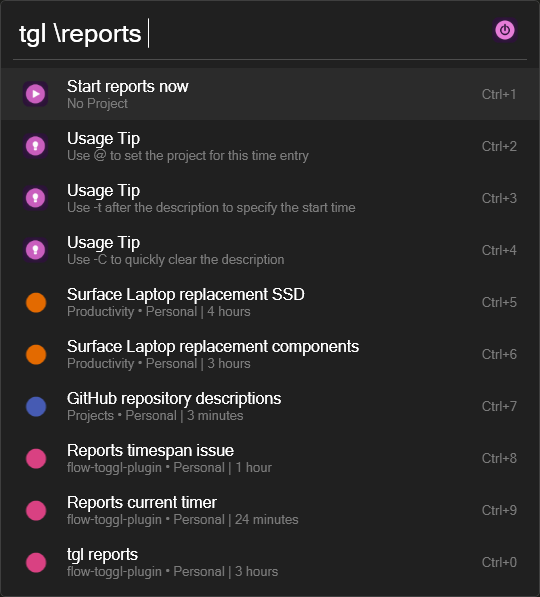 tgl \reports
Start reports now
No Project
Ctrl+1
Usage Tip
Use @ to set the project for this time entry
Ctrl+2
Usage Tip
Use -t after the description to specify the start time
Ctrl+3
Usage Tip
Use -C to quickly clear the description
Ctrl+4
Surface Laptop replacement SSD
Productivity • Personal | 4 hours
Ctrl+5
Surface Laptop replacement components
Productivity • Personal | 3 hours
Ctrl+6
GitHub repository descriptions
Projects • Personal | 3 minutes
Ctrl+7
Reports timespan issue
flow-toggl-plugin • Personal | 1 hour
Ctrl+8
Reports current timer
flow-toggl-plugin • Personal | 24 minutes
Ctrl+9
tgl reports
flow-toggl-plugin • Personal | 3 hours
Ctrl+0